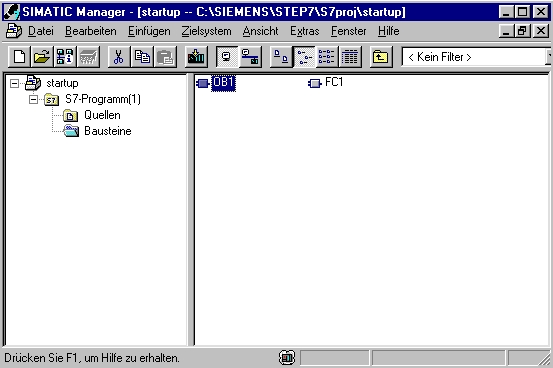 SIMATIC Manager - [startup -- C:\SIEMENS\STEP7\S7proj\startup]
Datei Bearbeiten Einfügen Zielsystem Ansicht Extras Fenster Hilfe
< Kein Filter >
startup
S7 S7-Programm(1)
Quellen
Bausteine
OB1 FC1
Drücken Sie F1, um Hilfe zu erhalten.